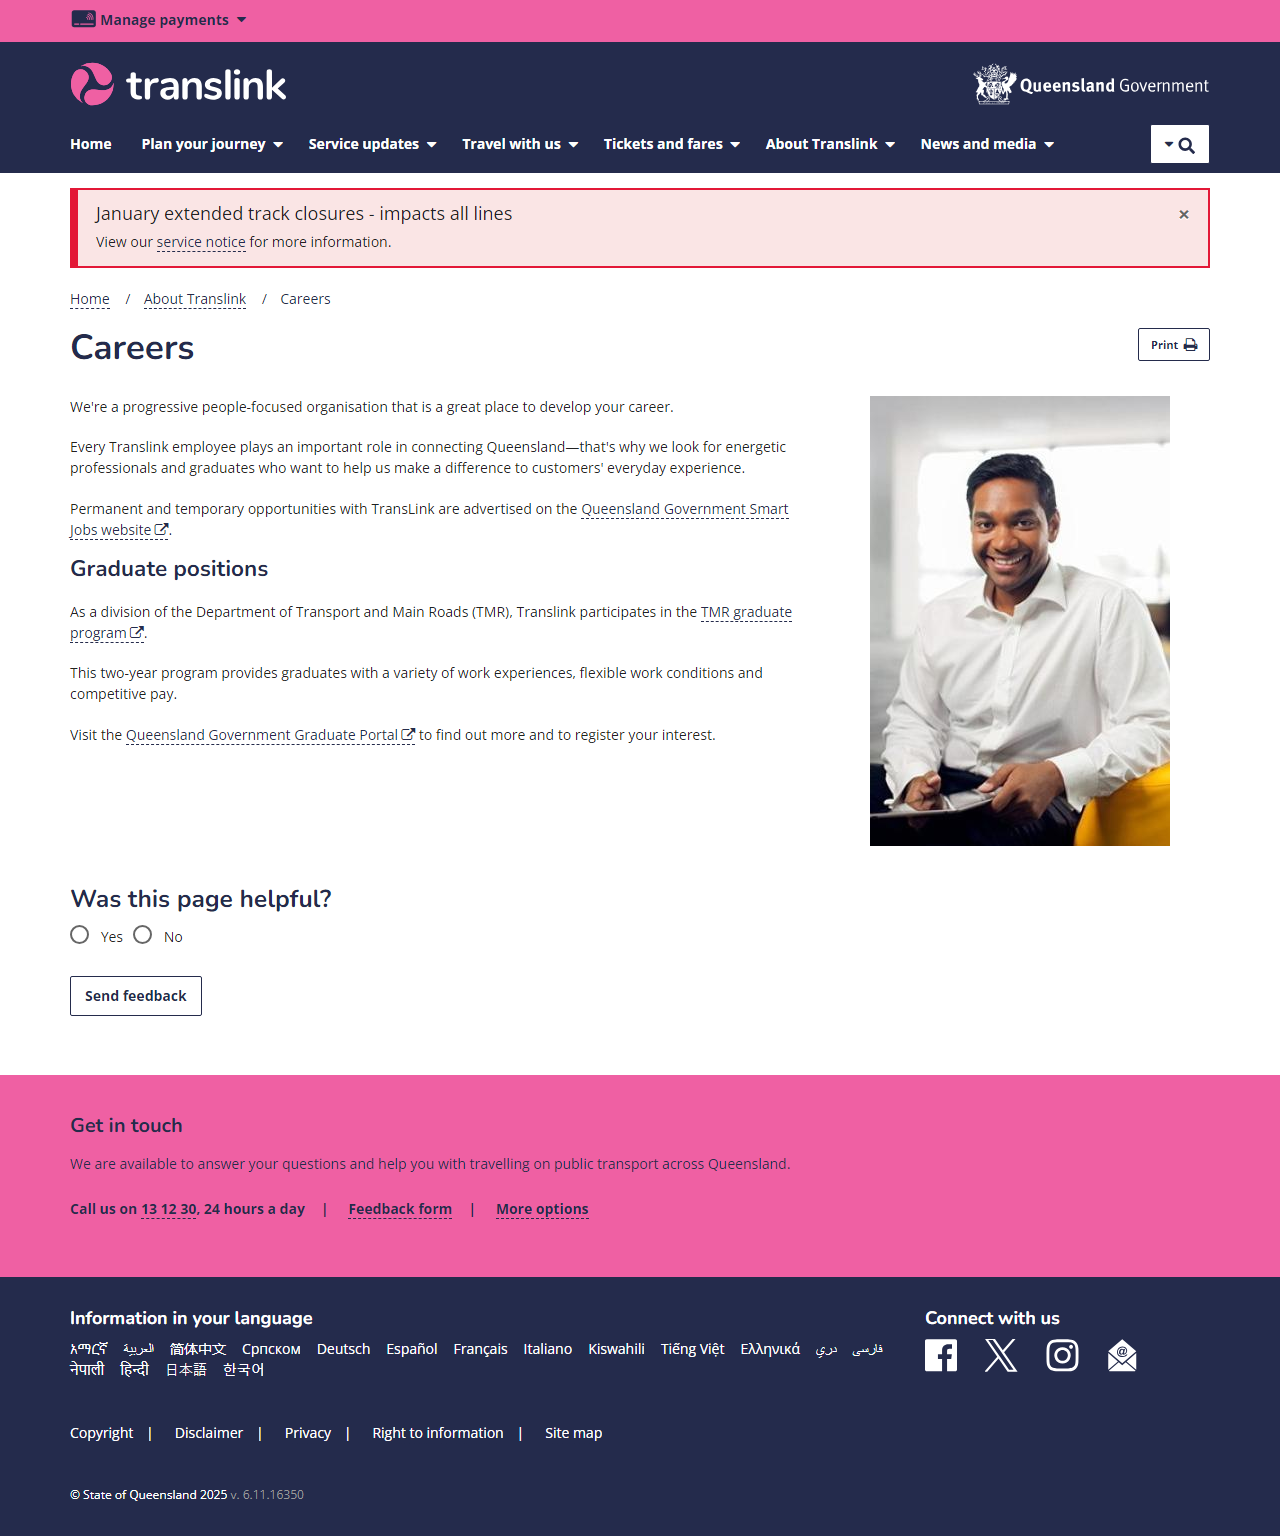 Manage payments
translink
Queensland Government
Home Plan your journey Service updates Travel with us Tickets and fares About Translink News and media
January extended track closures - impacts all lines
×
View our service notice for more information.
Home / About Translink / Careers
Careers
Print
We're a progressive people-focused organisation that is a great place to develop your career.
Every Translink employee plays an important role in connecting Queensland—that's why we look for energetic
professionals and graduates who want to help us make a difference to customers' everyday experience.
Permanent and temporary opportunities with TransLink are advertised on the Queensland Government Smart
Jobs website.
Graduate positions
As a division of the Department of Transport and Main Roads (TMR), Translink participates in the TMR graduate
program.
This two-year program provides graduates with a variety of work experiences, flexible work conditions and
competitive pay.
Visit the Queensland Government Graduate Portal to find out more and to register your interest.
Was this page helpful?
Yes No
Send feedback
Get in touch
We are available to answer your questions and help you with travelling on public transport across Queensland.
Call us on 13 12 30, 24 hours a day | Feedback form | More options
Information in your language
አማርኛ العربية 简体中文 Српском Deutsch Español Français Italiano Kiswahili Tiếng Việt Ελληνικά دري فارسی
नेपाली हिन्दी 日本語 한국어
Connect with us
Copyright | Disclaimer | Privacy | Right to information | Site map
© State of Queensland 2025 v. 6.11.16350